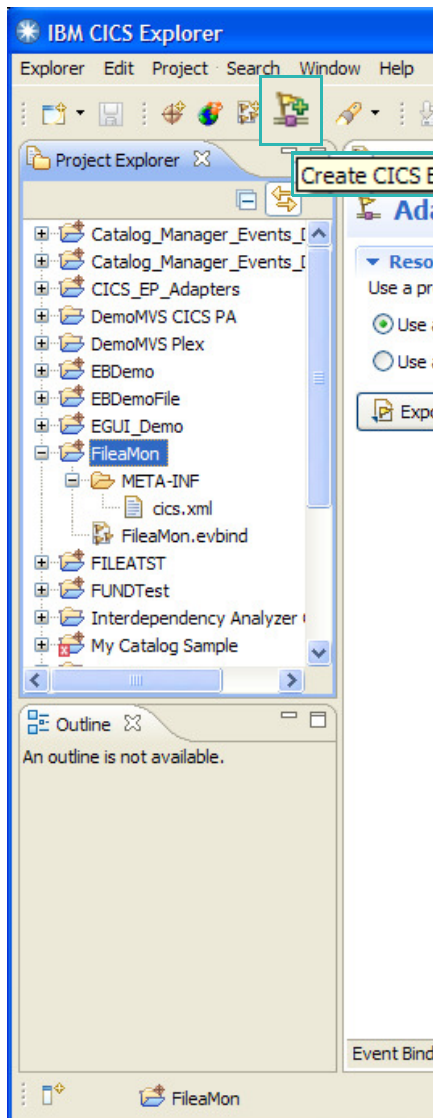 IBM CICS Explorer
Explorer Edit Project Search Window Help
Project Explorer
Create CICS E
Ada
Catalog_Manager_Events_D
Catalog_Manager_Events_D
CICS_EP_Adapters
DemoMVS CICS PA
DemoMVS Plex
EBDemo
EBDemoFile
EGUI_Demo
FileaMon
META-INF
cics.xml
FileaMon.evbind
FILEATST
FUNDTest
Interdependency Analyzer
My Catalog Sample
Reso
Use a pr
Use a
Use a
Expo
Outline
An outline is not available.
Event Bind
FileaMon